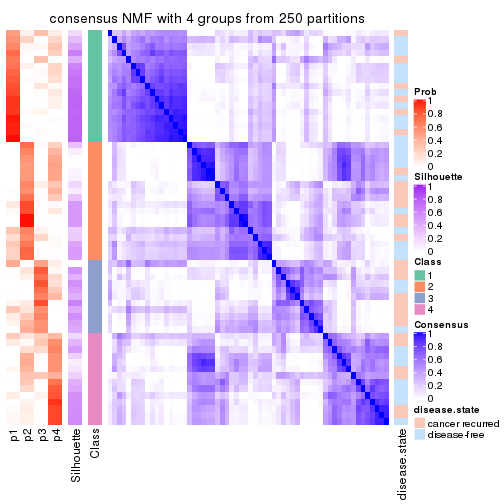 consensus NMF with 4 groups from 250 partitions
Prob
1
0.8
0.6
0.4
0.2
0
Silhouette
1
0.8
0.6
0.4
0.2
0
Class
1
2
3
4
Consensus
1
0.8
0.6
0.4
0.2
0
disease.state
cancer recurred
disease-free
p1
p2
p3
p4
Silhouette
Class
disease.state